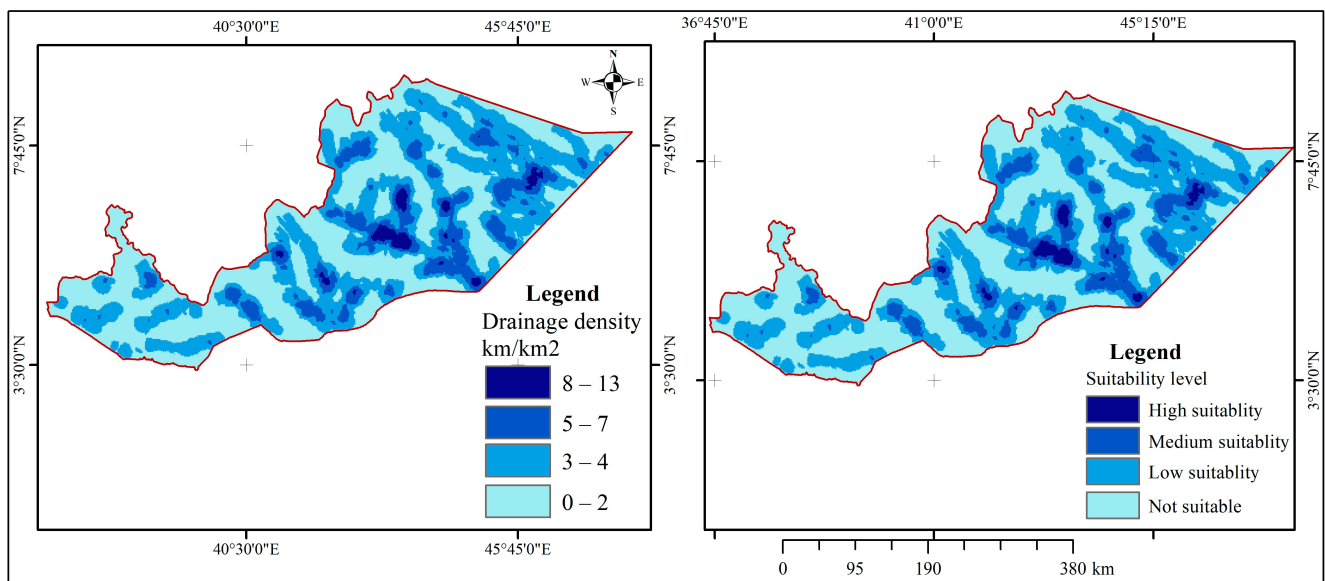 40°30'0"E
45°45'0"E
N
W
E
S
7°45'0"N
3°30'0"N
Legend
Drainage density
km/km2
8 – 13
5 – 7
3 – 4
0 – 2
40°30'0"E
45°45'0"E
36°45'0"E
41°0'0"E
45°15'0"E
7°45'0"N
3°30'0"N
Legend
Suitability level
High suitablity
Medium suitablity
Low suitablity
Not suitable
0
95
190
380 km